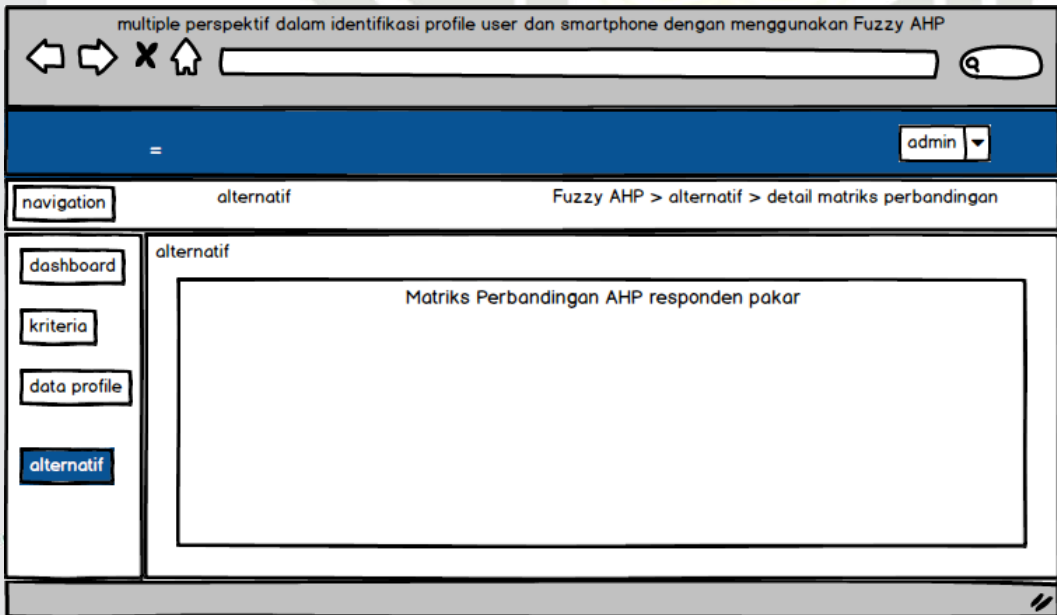 multiple perspektif dalam identifikasi profile user dan smartphone dengan menggunakan Fuzzy AHP
= admin
navigation alternatif Fuzzy AHP > alternatif > detail matriks perbandingan
dashboard
alternatif
Matriks Perbandingan AHP responden pakar
kriteria
data profile
alternatif